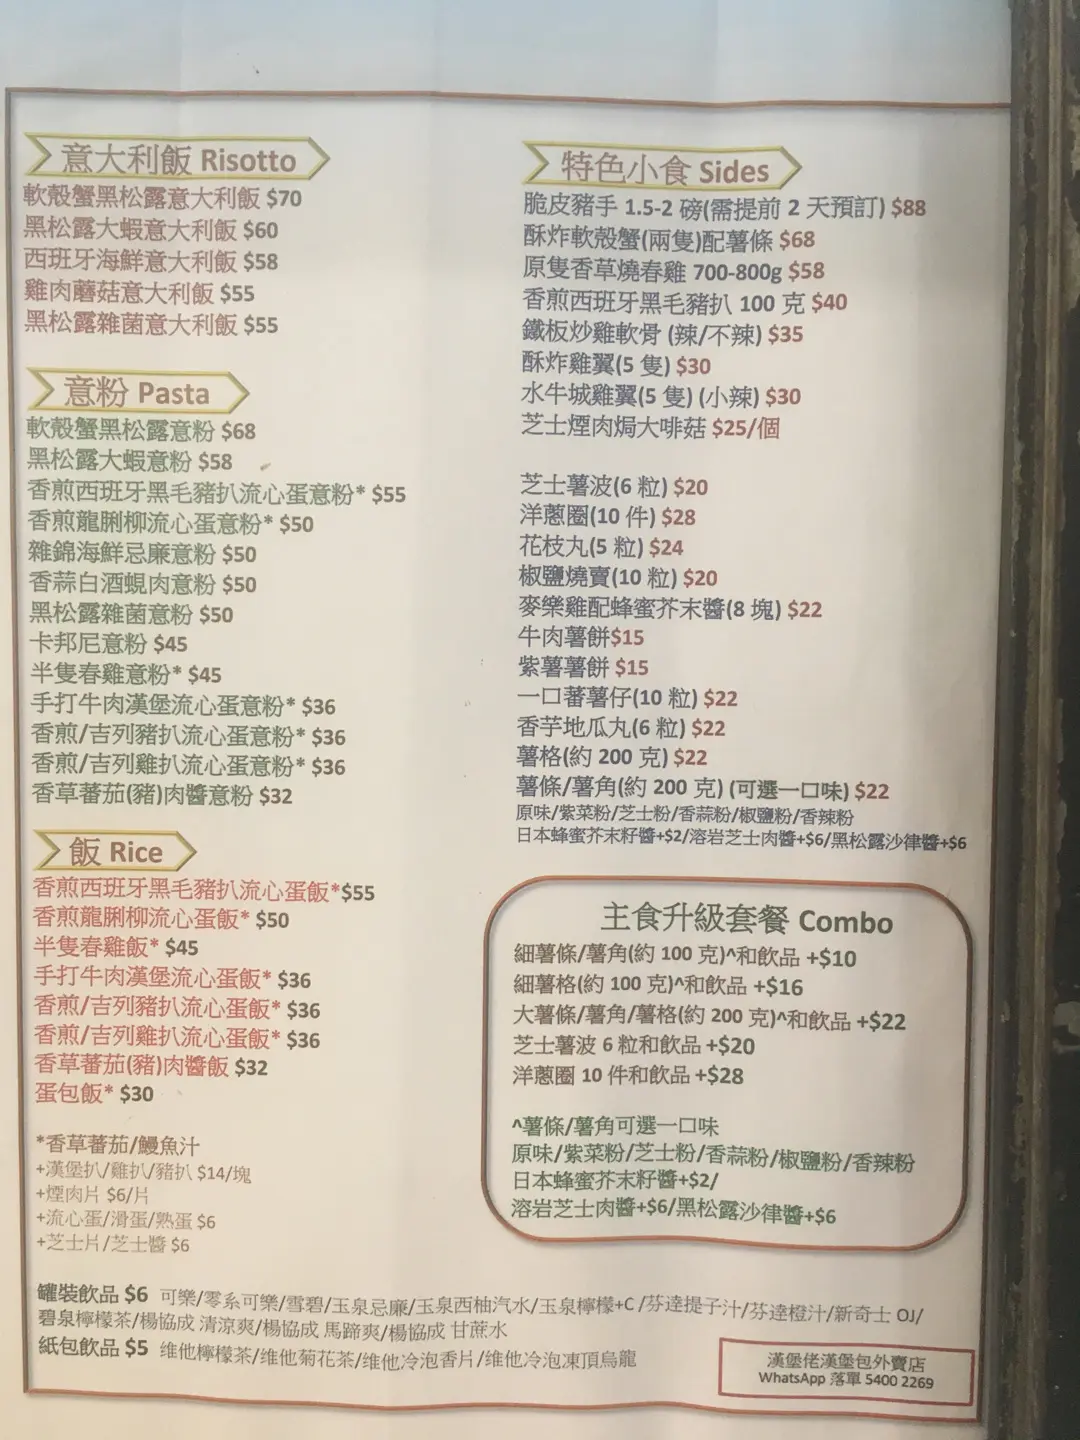 意大利飯 Risotto
軟殼蟹黑松露意大利飯 $70
黑松露大蝦意大利飯 $60
西班牙海鮮意大利飯 $58
雞肉蘑菇意大利飯 $55
黑松露雜菌意大利飯 $55
意粉 Pasta
軟殼蟹黑松露意粉 $68
黑松露大蝦意粉 $58
香煎西班牙黑毛豬扒流心蛋意粉* $55
香煎龍脷柳流心蛋意粉* $50
雜錦海鮮忌廉意粉 $50
香蒜白酒蜆肉意粉 $50
黑松露雜菌意粉 $50
卡邦尼意粉 $45
半隻春雞意粉* $45
手打牛肉漢堡流心蛋意粉* $36
香煎/吉列豬扒流心蛋意粉* $36
香煎/吉列雞扒流心蛋意粉* $36
香草蕃茄(豬)肉醬意粉 $32
飯 Rice
香煎西班牙黑毛豬扒流心蛋飯*$55
香煎龍脷柳流心蛋飯* $50
半隻春雞飯* $45
手打牛肉漢堡流心蛋飯* $36
香煎/吉列豬扒流心蛋飯* $36
香煎/吉列雞扒流心蛋飯* $36
香草蕃茄(豬)肉醬飯 $32
蛋包飯* $30
*香草蕃茄/鰻魚汁
+漢堡扒/雞扒/豬扒 $14/塊
+煙肉片 $6/片
+流心蛋/滑蛋/熟蛋 $6
+芝士片/芝士醬 $6
特色小食 Sides
脆皮豬手 1.5-2 磅(需提前 2 天預訂) $88
酥炸軟殼蟹(兩隻)配薯條 $68
原隻香草燒春雞 700-800g $58
香煎西班牙黑毛豬扒 100 克 $40
鐵板炒雞軟骨 (辣/不辣) $35
酥炸雞翼(5 隻) $30
水牛城雞翼(5 隻) (小辣) $30
芝士煙肉焗大啡菇 $25/個
芝士薯波(6 粒) $20
洋蔥圈(10 件) $28
花枝丸(5 粒) $24
椒鹽燒賣(10 粒) $20
麥樂雞配蜂蜜芥末醬(8 塊) $22
牛肉薯餅$15
紫薯薯餅 $15
一口蕃薯仔(10 粒) $22
香芋地瓜丸(6 粒) $22
薯格(約 200 克) $22
薯條/薯角(約 200 克) (可選一口味) $22
原味/紫菜粉/芝士粉/香蒜粉/椒鹽粉/香辣粉
日本蜂蜜芥末籽醬+$2/溶岩芝士肉醬+$6/黑松露沙律醬+$6
主食升級套餐 Combo
細薯條/薯角(約 100 克)^和飲品 +$10
細薯格(約 100 克)^和飲品 +$16
大薯條/薯角/薯格(約 200 克)^和飲品 +$22
芝士薯波 6 粒和飲品 +$20
洋蔥圈 10 件和飲品 +$28
^薯條/薯角可選一口味
原味/紫菜粉/芝士粉/香蒜粉/椒鹽粉/香辣粉
日本蜂蜜芥末籽醬+$2/
溶岩芝士肉醬+$6/黑松露沙律醬+$6
罐裝飲品 $6 可樂/零系可樂/雪碧/玉泉忌廉/玉泉西柚汽水/玉泉檸檬+C /芬達提子汁/芬達橙汁/新奇士 OJ/
碧泉檸檬茶/楊協成 清涼爽/楊協成 馬蹄爽/楊協成 甘蔗水
紙包飲品 $5 維他檸檬茶/維他菊花茶/維他冷泡香片/維他冷泡凍頂烏龍
漢堡佬漢堡包外賣店
WhatsApp 落單 5400 2269